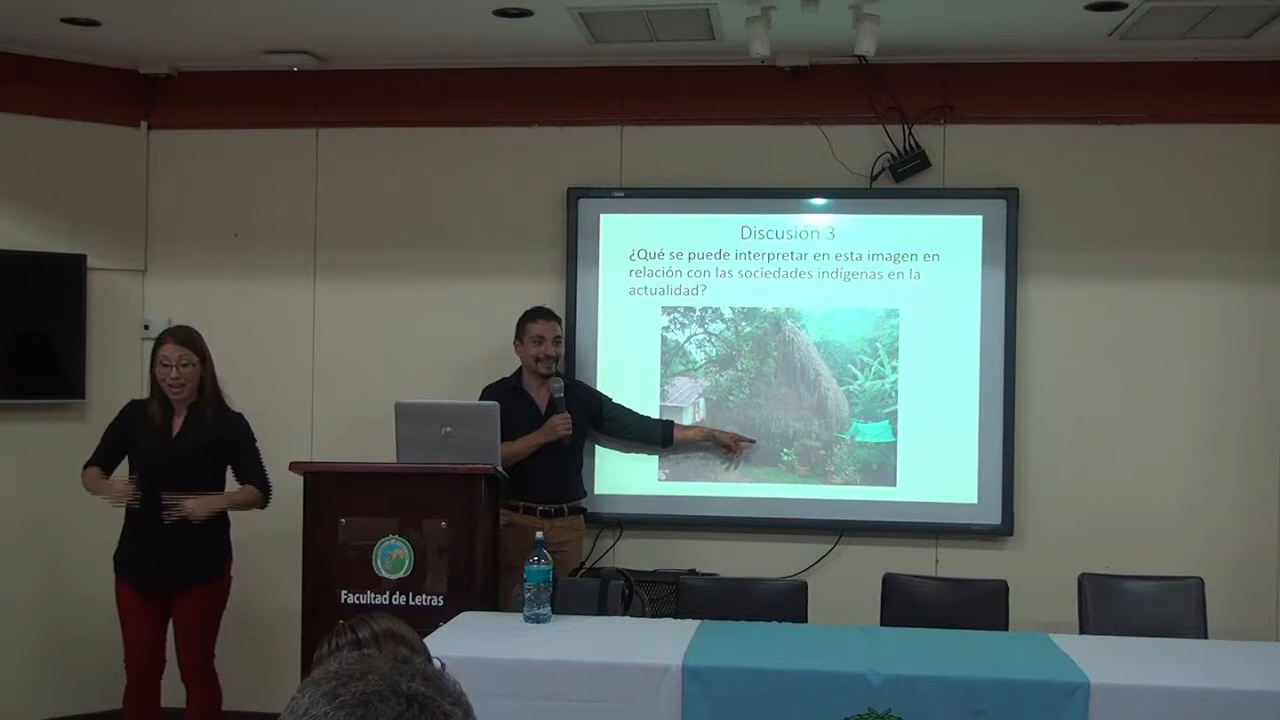 Discusión 3
¿Qué se puede interpretar en esta imagen en
relación con las sociedades indígenas en la
actualidad?
Facultad de Letras